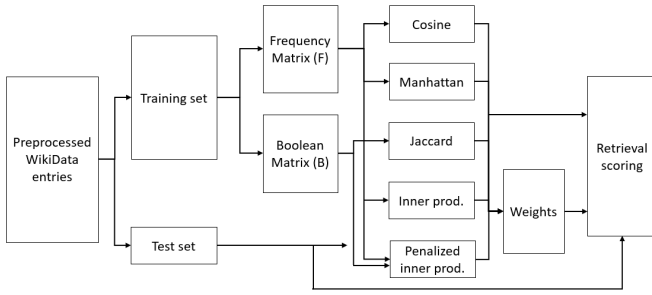 Preprocessed
WikiData
entries
Training set
Test set
Frequency
Matrix (F)
Boolean
Matrix (B)
Cosine
Manhattan
Jaccard
Inner prod.
Penalized
inner prod.
Weights
Retrieval
scoring